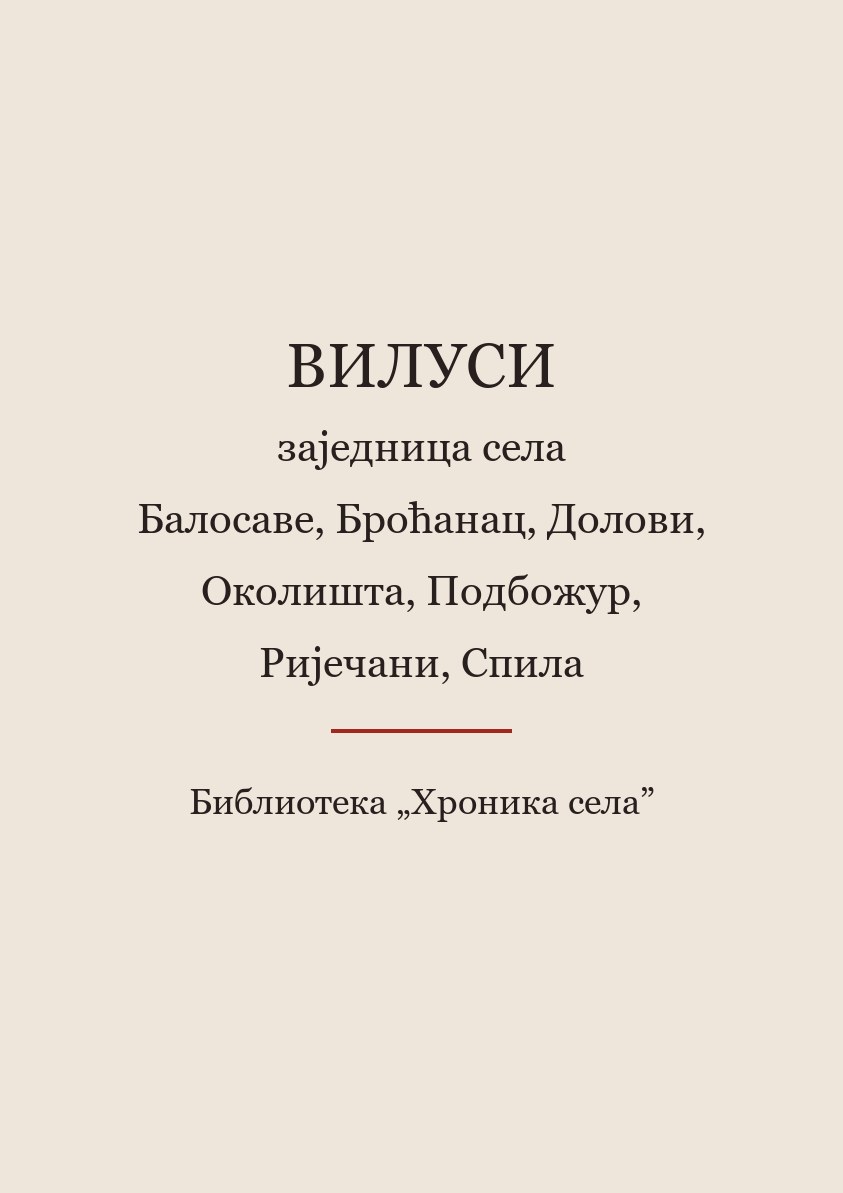 ВИЛУСИ
заједница села
Балосаве, Броћанац, Долови,
Околишта, Подбожур,
Ријечани, Спила
Библиотека „Хроника села”